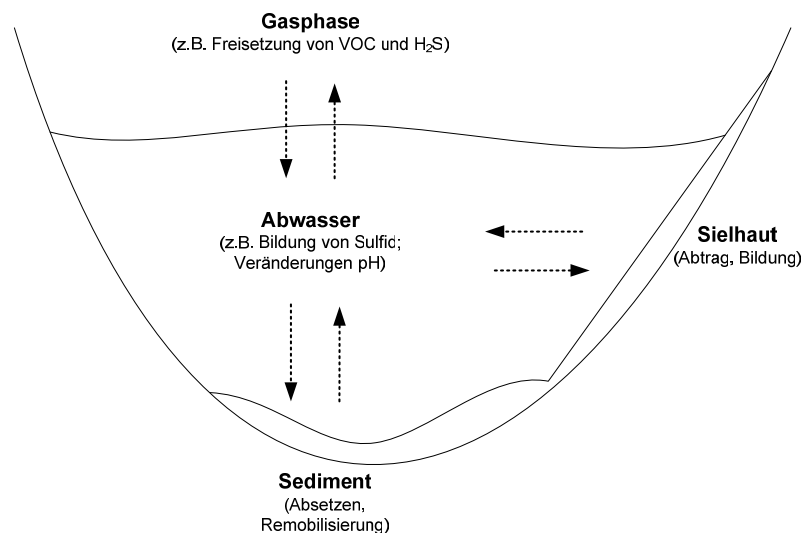 Gasphase
(z.B. Freisetzung von VOC und H₂S)
Abwasser
(z.B. Bildung von Sulfid;
Veränderungen pH)
Sielhaut
(Abtrag, Bildung)
Sediment
(Absetzen,
Remobilisierung)